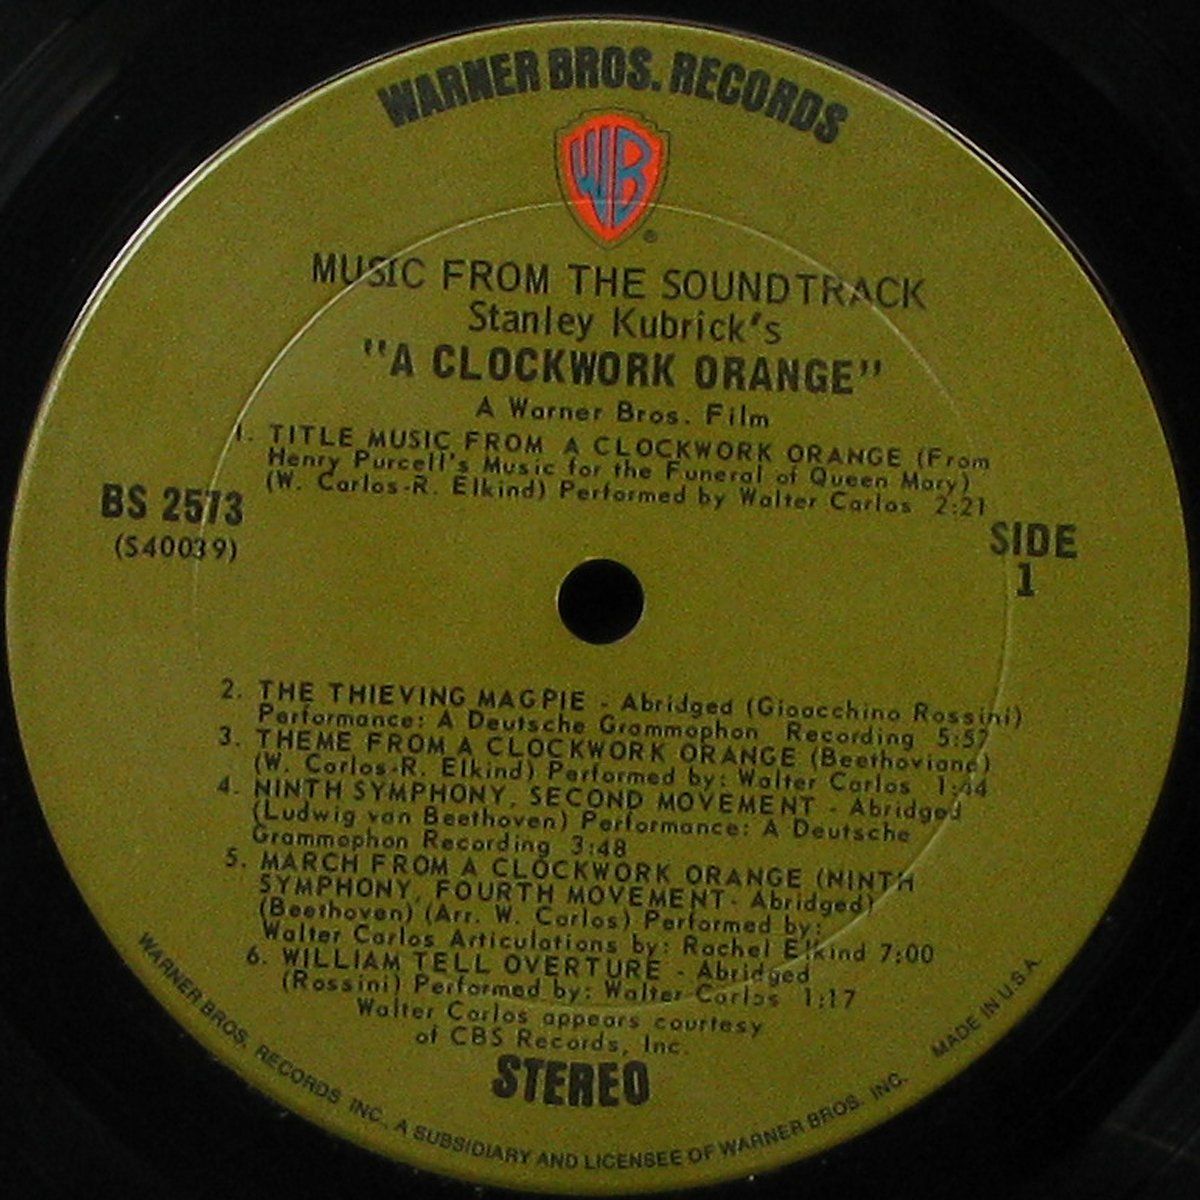 WARNER BROS. RECORDS
WB
®
MUSIC FROM THE SOUNDTRACK
Stanley Kubrick's
"A CLOCKWORK ORANGE"
A Warner Bros. Film
1. TITLE MUSIC FROM A CLOCKWORK ORANGE (From
Henry Purcell's Music for the Funeral of Queen Mary)
(W. Carlos-R. Elkind) Performed by Walter Carlos 2:21
BS 2573
(S40039)
SIDE
1
2. THE THIEVING MAGPIE - Abridged (Gioacchino Rossini)
Performance: A Deutsche Grammophon Recording 5:57
3. THEME FROM A CLOCKWORK ORANGE (Beethoviana)
(W. Carlos-R. Elkind) Performed by: Walter Carlos 1:44
4. NINTH SYMPHONY, SECOND MOVEMENT - Abridged
(Ludwig van Beethoven) Performance: A Deutsche
Grammophon Recording 3:48
5. MARCH FROM A CLOCKWORK ORANGE (NINTH
SYMPHONY, FOURTH MOVEMENT - Abridged)
(Beethoven) (Arr. W. Carlos) Performed by:
Walter Carlos Articulations by: Rachel Elkind 7:00
6. WILLIAM TELL OVERTURE - Abridged
(Rossini) Performed by: Walter Carlos 1:17
Walter Carlos appears courtesy
of CBS Records, Inc.
STEREO
WARNER BROS. RECORDS INC., A SUBSIDIARY AND LICENSEE OF WARNER BROS. INC. MADE IN U.S.A.